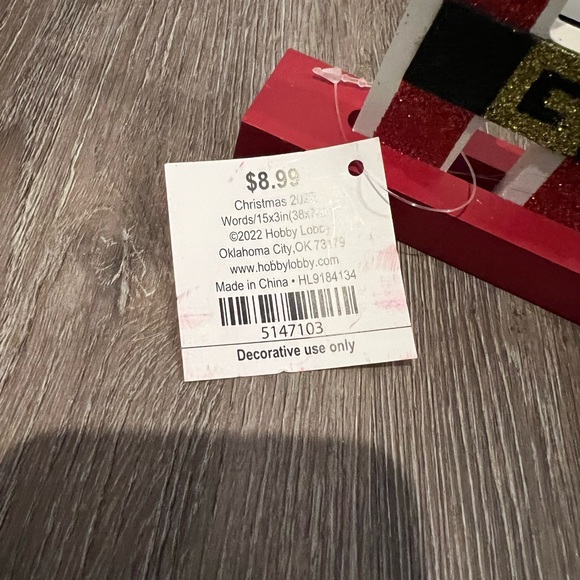 $8.99
Christmas
Words/15x3in(38x7
©2022 Hobby Lobby
Oklahoma City,OK 73179
www.hobbylobby.com
Made in China • HL9184134
5147103
Decorative use only